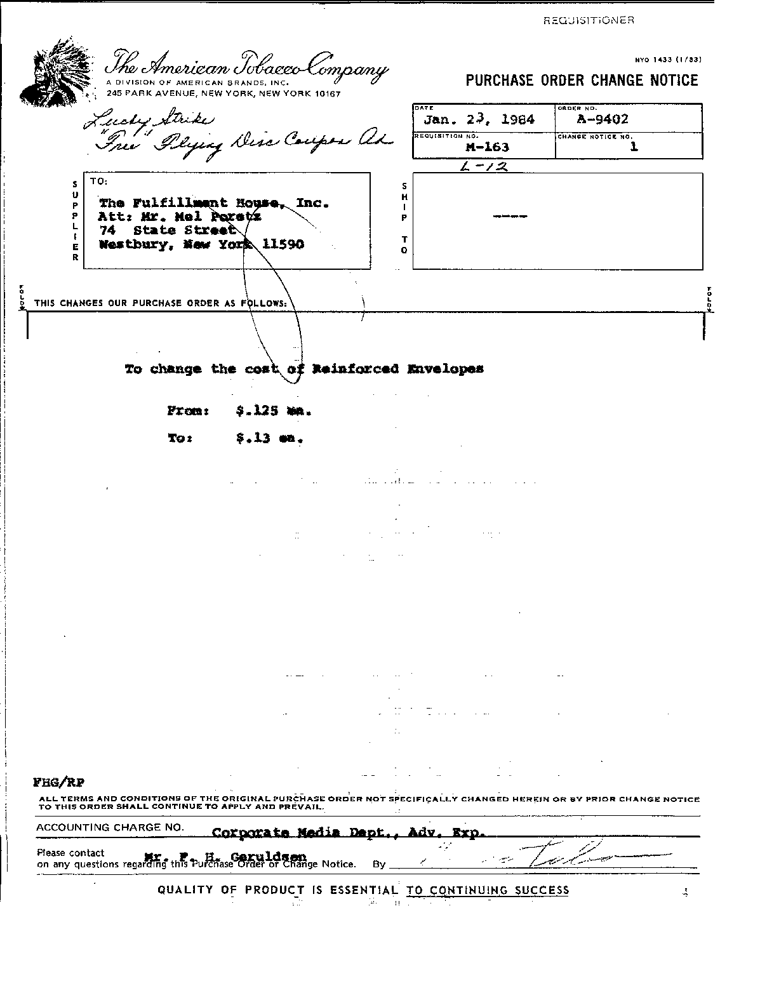 REQUISITIONER
NYO 1433 (1/83)
The American Tobacco Company
A DIVISION OF AMERICAN BRANDS, INC.
245 PARK AVENUE, NEW YORK, NEW YORK 10167
PURCHASE ORDER CHANGE NOTICE
Lucky Strike
"Free" Flying Disc Coupon Ad
DATE
Jan. 23, 1984
ORDER NO.
A-9402
REQUISITION NO.
M-163
CHANGE NOTICE NO.
1
L-12
SUPPLIER
TO:
The Fulfillment House, Inc.
Att: Mr. Mel Poretz
74 State Street
Westbury, New York 11590
SHIP TO
----
FOLD
FOLD
THIS CHANGES OUR PURCHASE ORDER AS FOLLOWS:
To change the cost of Reinforced Envelopes
From: $.125 ea.
To: $.13 ea.
FHG/RP
ALL TERMS AND CONDITIONS OF THE ORIGINAL PURCHASE ORDER NOT SPECIFICALLY CHANGED HEREIN OR BY PRIOR CHANGE NOTICE
TO THIS ORDER SHALL CONTINUE TO APPLY AND PREVAIL.
ACCOUNTING CHARGE NO. Corporate Media Dept., Adv. Exp.
Please contact Mr. F. H. Geruldsen
on any questions regarding this Purchase Order or Change Notice. By
QUALITY OF PRODUCT IS ESSENTIAL TO CONTINUING SUCCESS